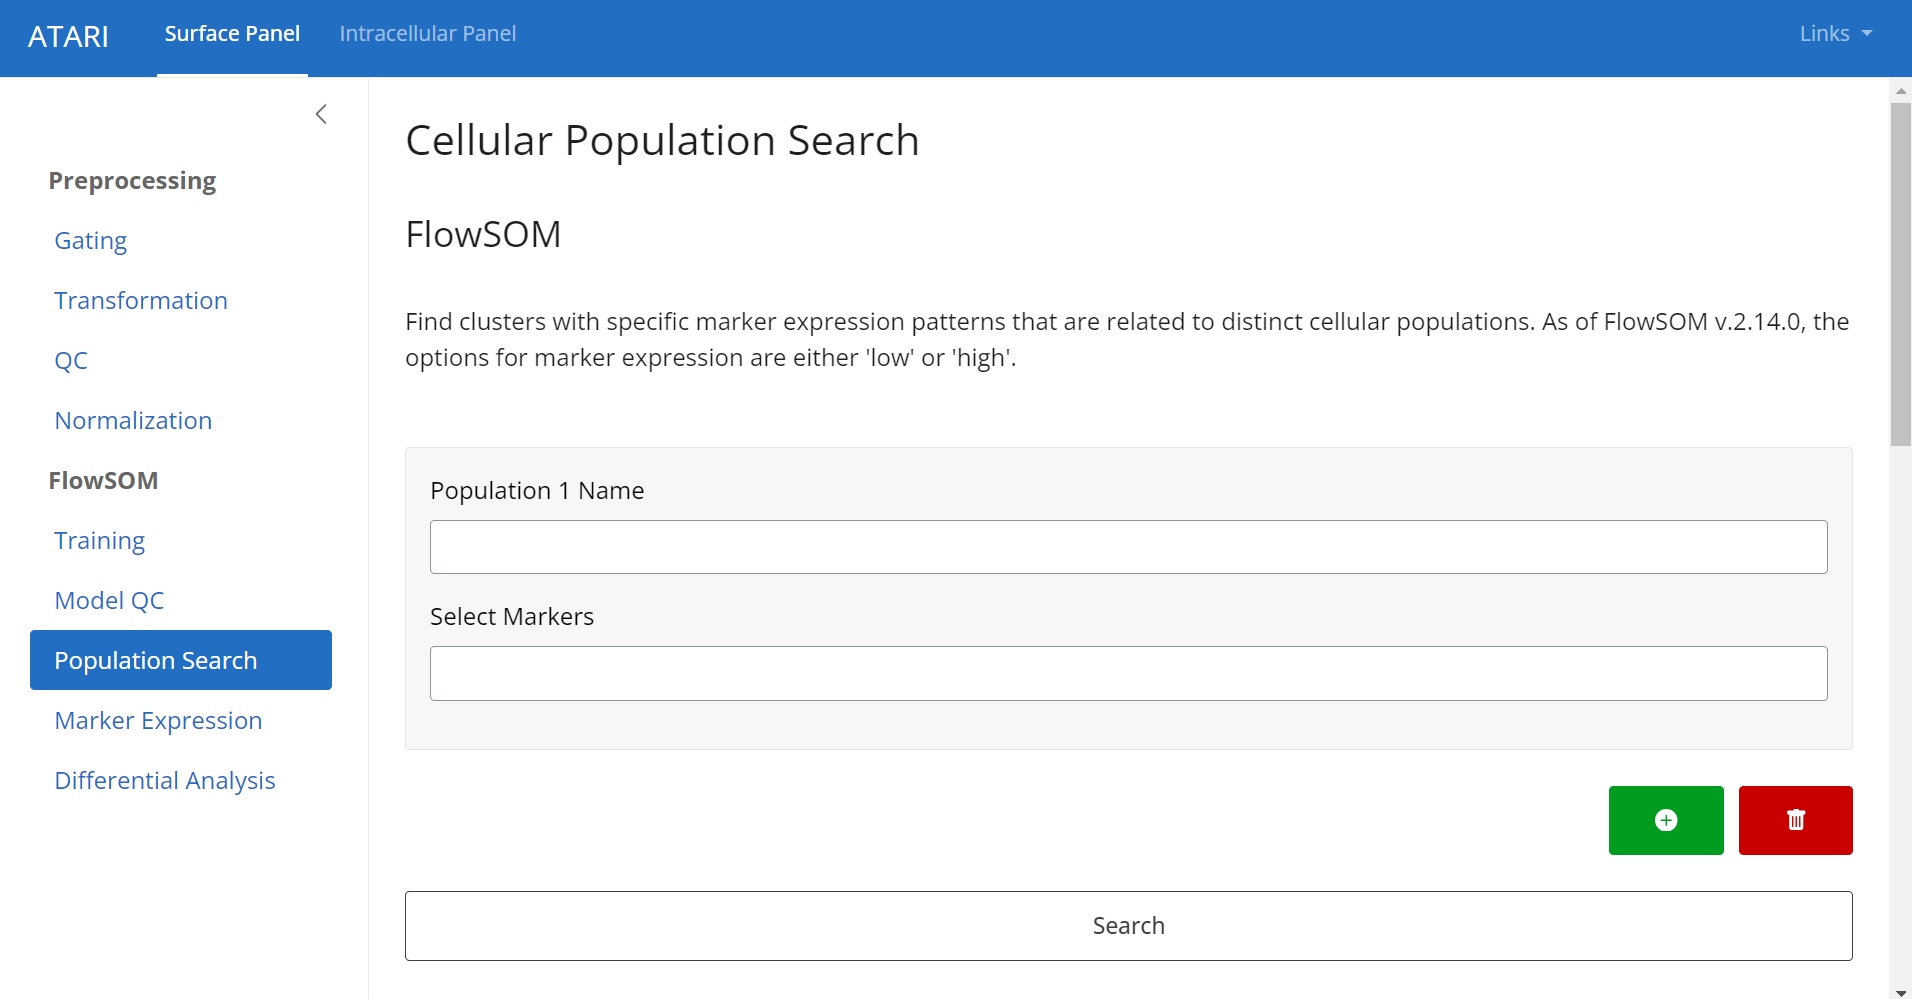 ATARI
Surface Panel
Intracellular Panel
Links
Preprocessing
Gating
Transformation
QC
Normalization
FlowSOM
Training
Model QC
Population Search
Marker Expression
Differential Analysis
Cellular Population Search
FlowSOM
Find clusters with specific marker expression patterns that are related to distinct cellular populations. As of FlowSOM v.2.14.0, the
options for marker expression are either 'low' or 'high'.
Population 1 Name
Select Markers
Search